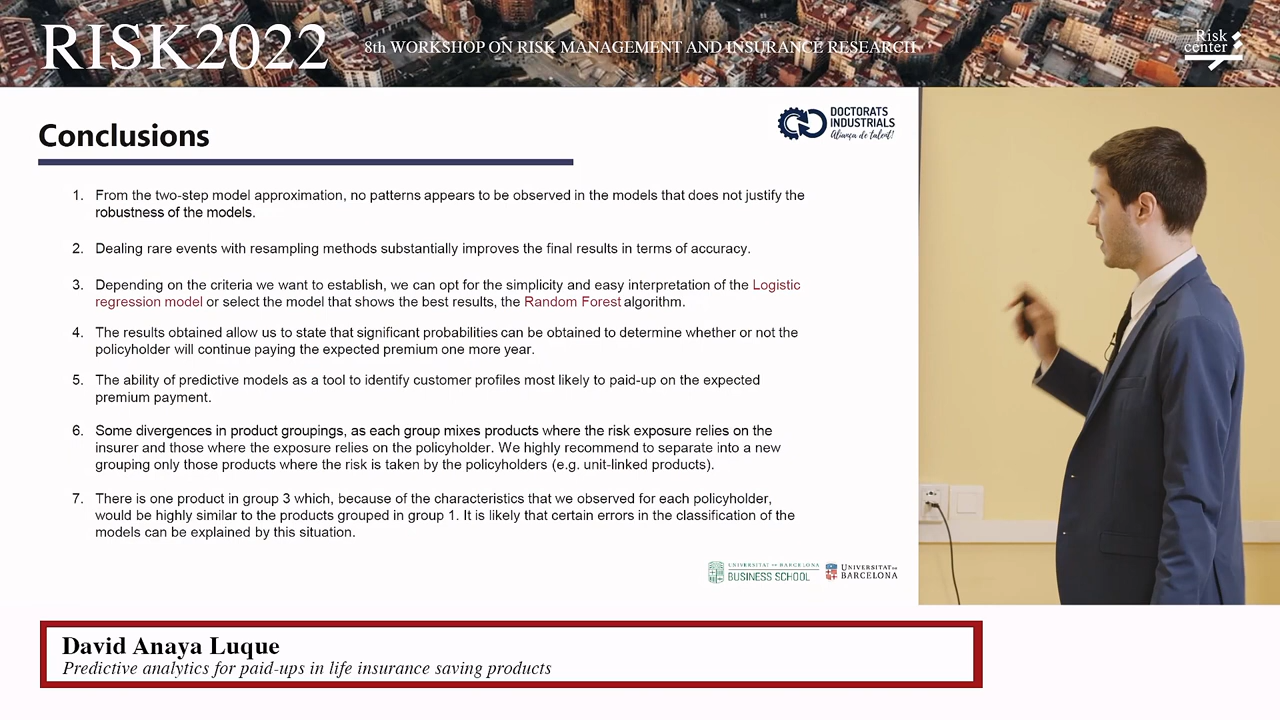 RISK2022
8th WORKSHOP ON RISK MANAGEMENT AND INSURANCE RESEARCH
Risk
center
DOCTORATS
INDUSTRIALS
Aliança de talent!
Conclusions
1. From the two-step model approximation, no patterns appears to be observed in the models that does not justify the
robustness of the models.
2. Dealing rare events with resampling methods substantially improves the final results in terms of accuracy.
3. Depending on the criteria we want to establish, we can opt for the simplicity and easy interpretation of the Logistic
regression model or select the model that shows the best results, the Random Forest algorithm.
4. The results obtained allow us to state that significant probabilities can be obtained to determine whether or not the
policyholder will continue paying the expected premium one more year.
5. The ability of predictive models as a tool to identify customer profiles most likely to paid-up on the expected
premium payment.
6. Some divergences in product groupings, as each group mixes products where the risk exposure relies on the
insurer and those where the exposure relies on the policyholder. We highly recommend to separate into a new
grouping only those products where the risk is taken by the policyholders (e.g. unit-linked products).
7. There is one product in group 3 which, because of the characteristics that we observed for each policyholder,
would be highly similar to the products grouped in group 1. It is likely that certain errors in the classification of the
models can be explained by this situation.
UNIVERSITAT DE BARCELONA
BUSINESS SCHOOL
UNIVERSITAT DE
BARCELONA
David Anaya Luque
Predictive analytics for paid-ups in life insurance saving products